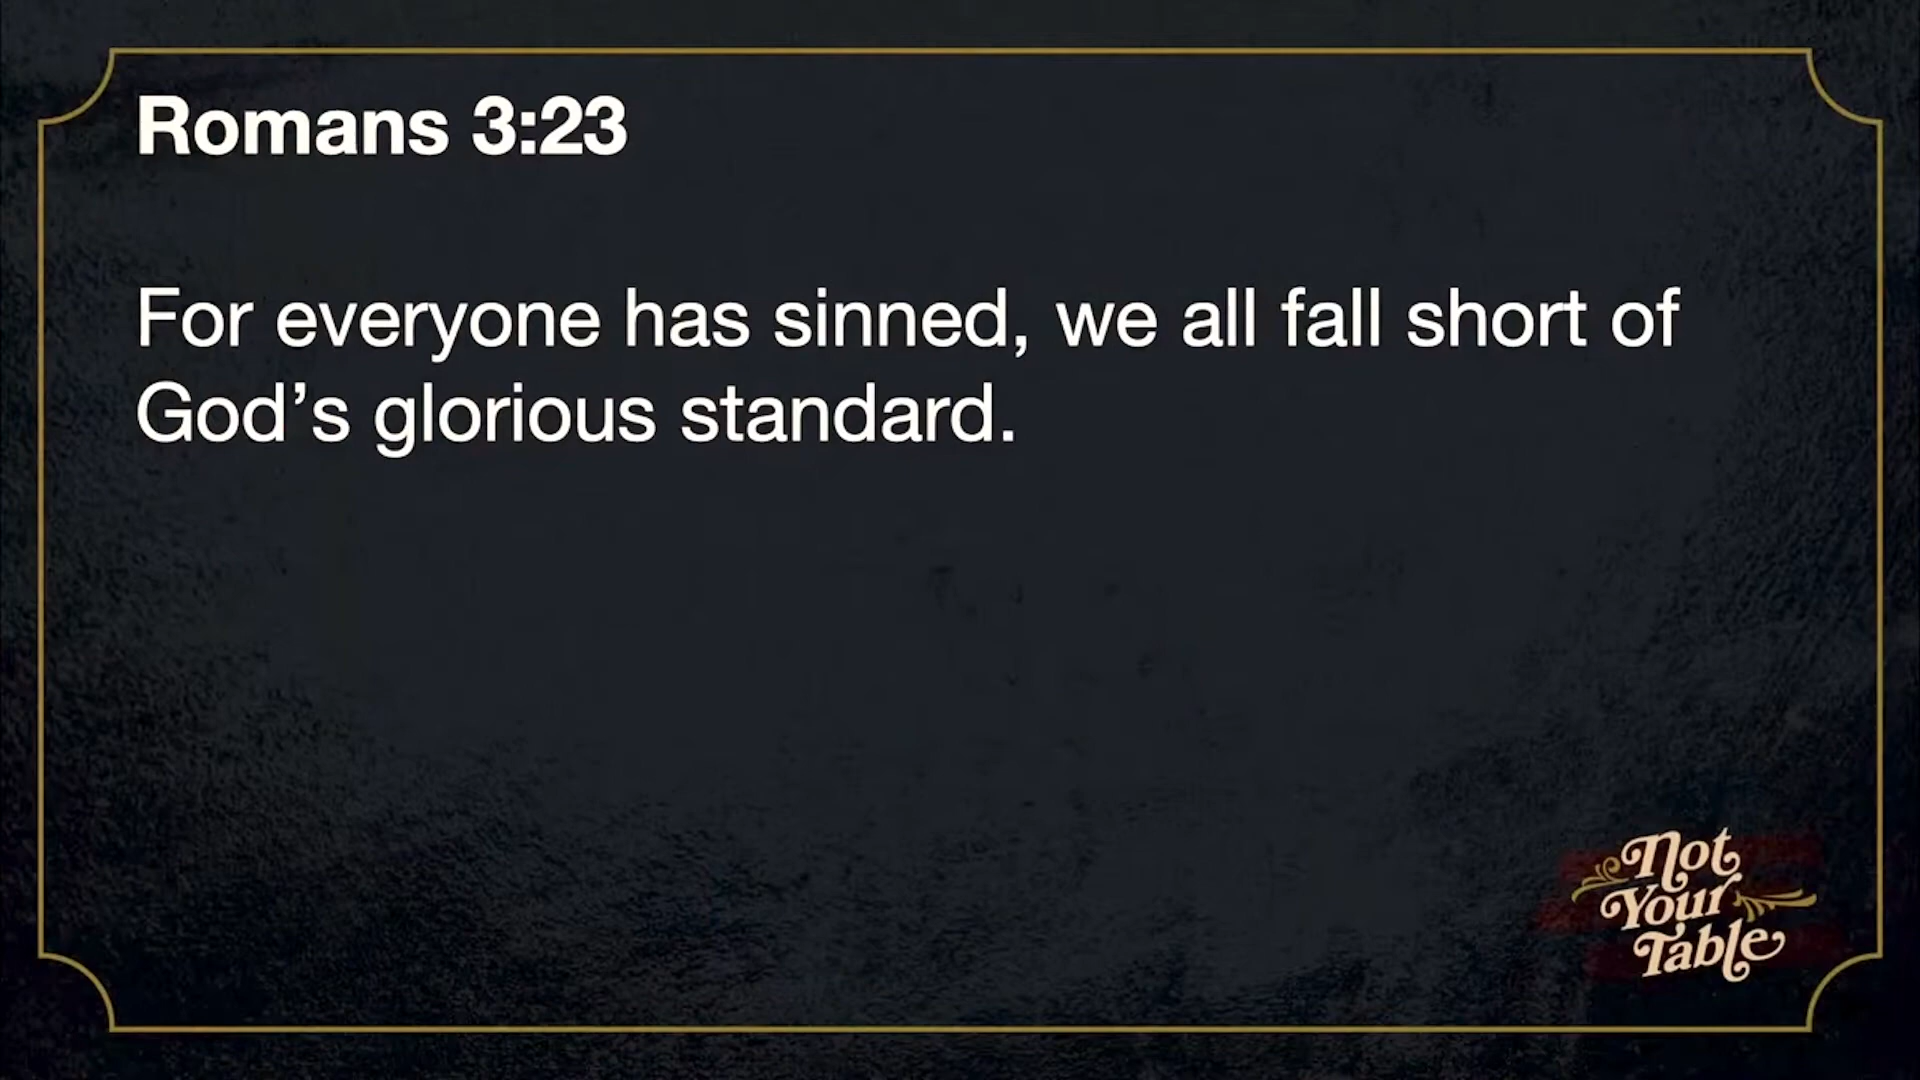 Romans 3:23
For everyone has sinned, we all fall short of
God’s glorious standard.
Not
Your
Table